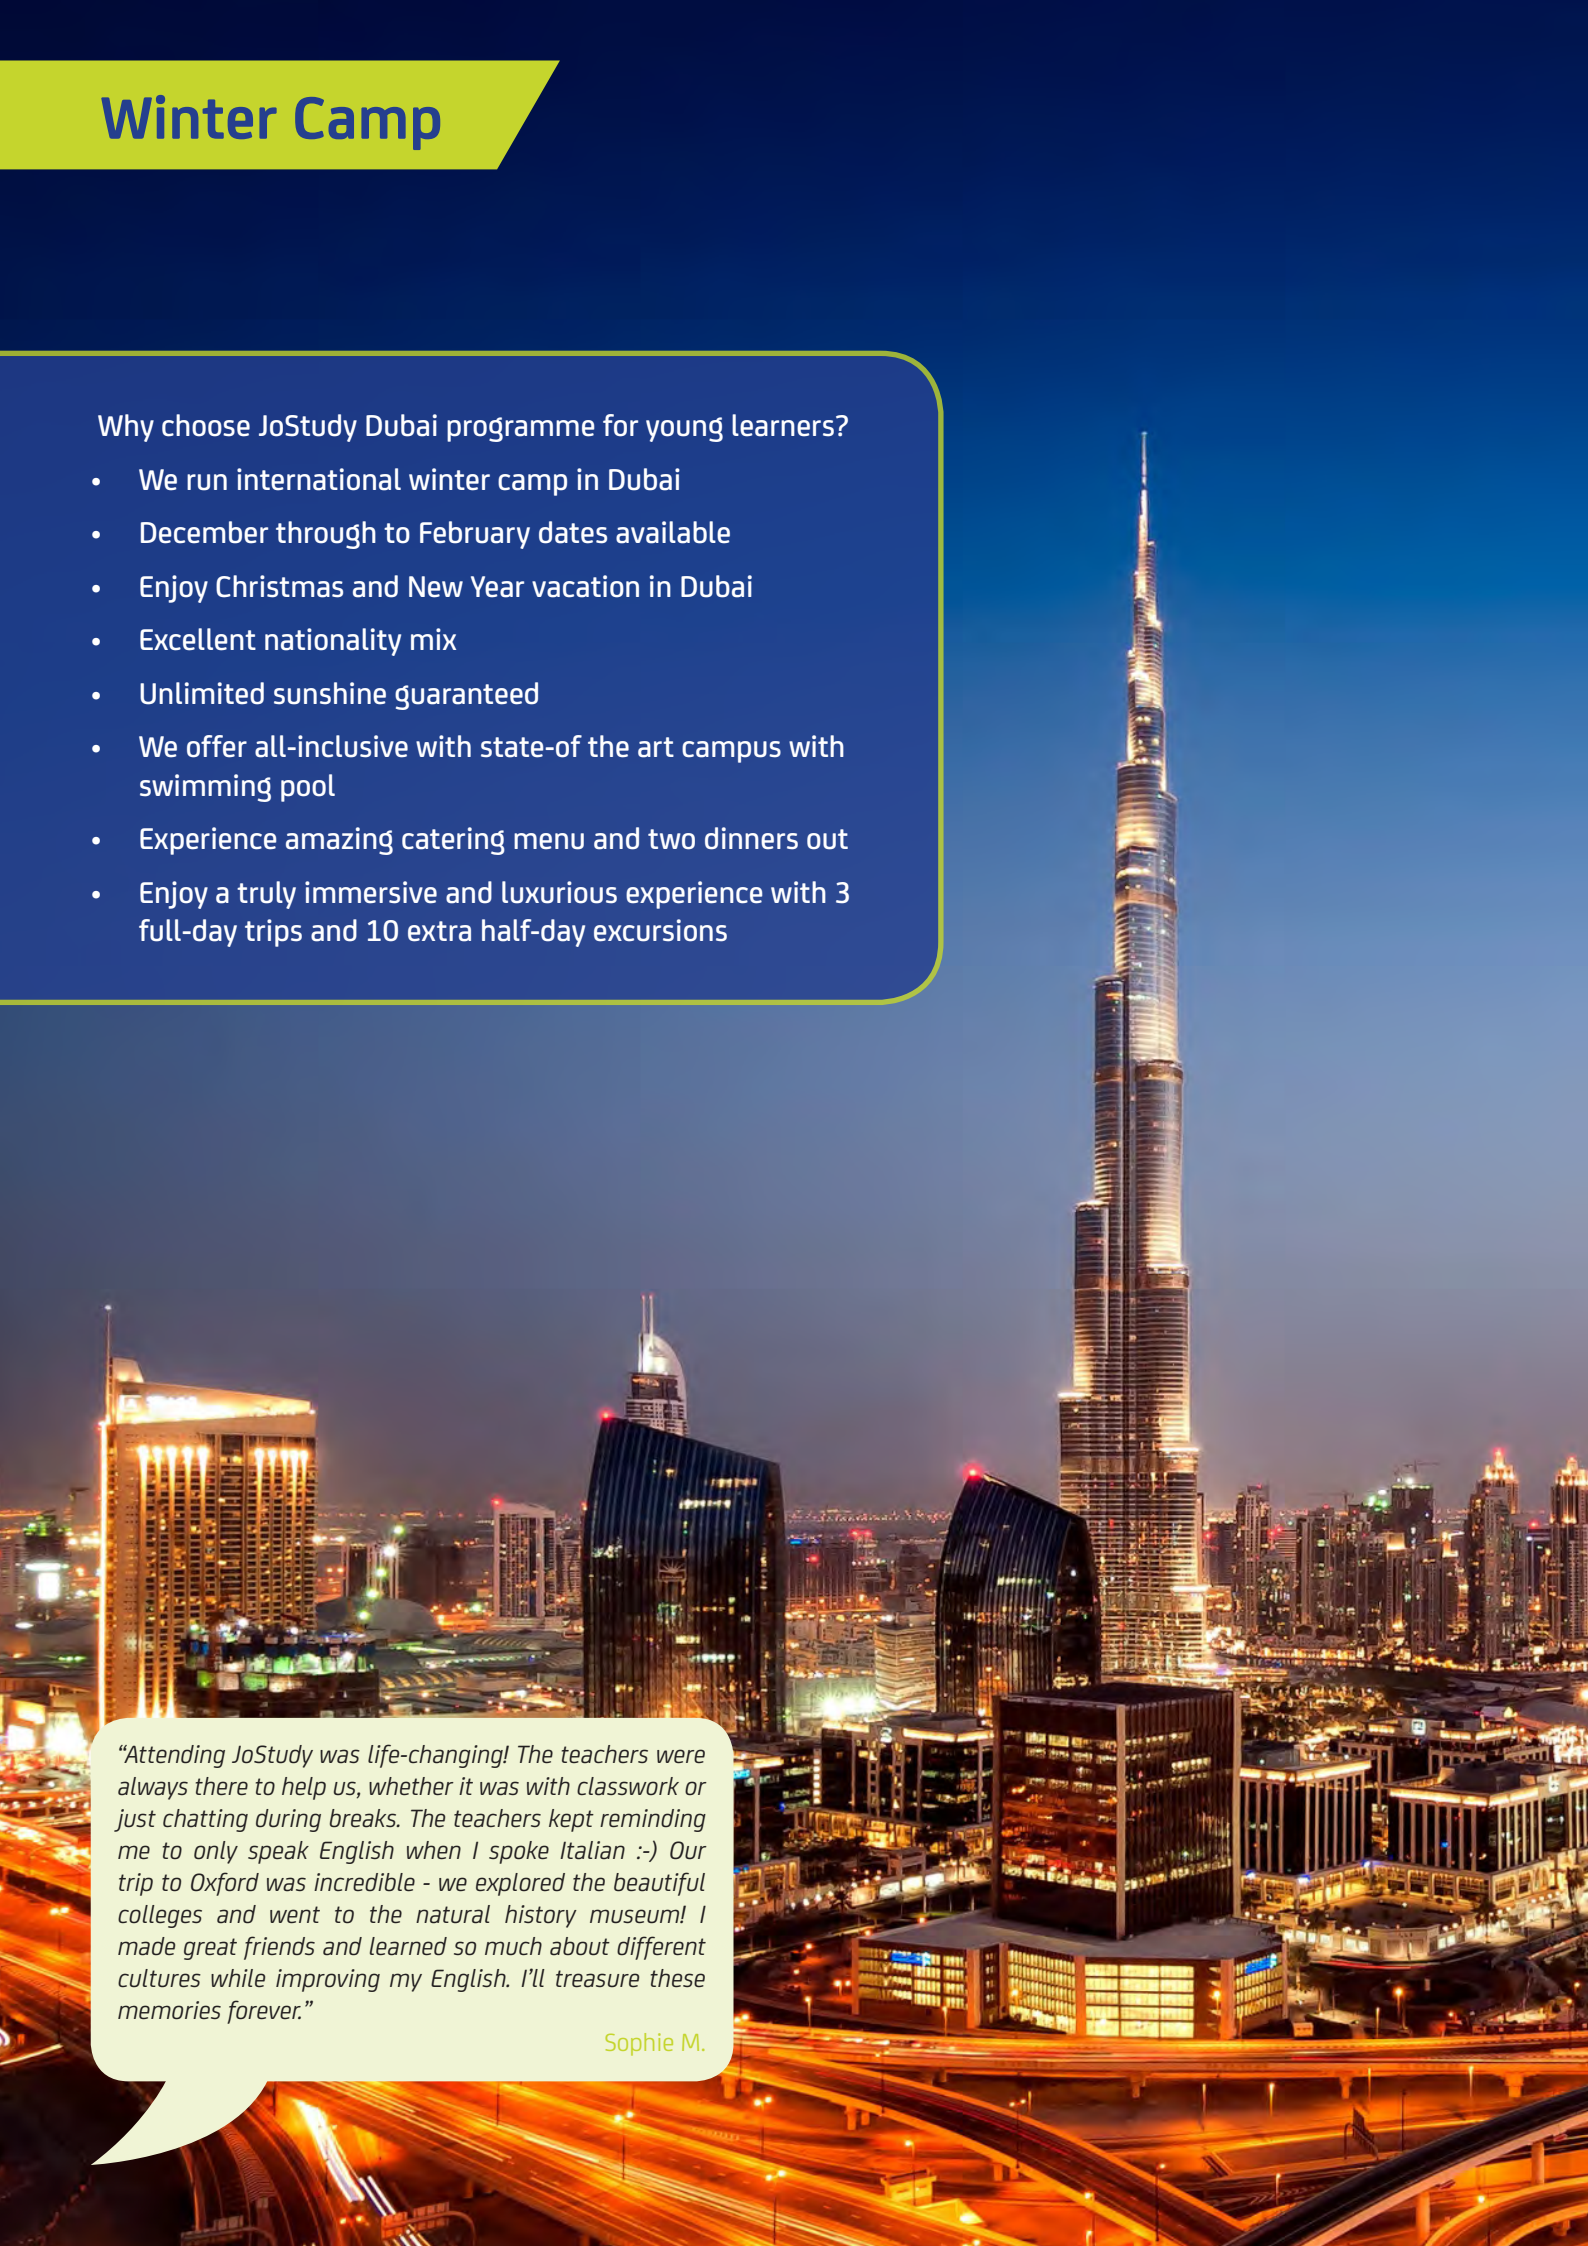 Winter Camp
Why choose JoStudy Dubai programme for young learners?
• We run international winter camp in Dubai
• December through to February dates available
• Enjoy Christmas and New Year vacation in Dubai
• Excellent nationality mix
• Unlimited sunshine guaranteed
• We offer all-inclusive with state-of the art campus with
swimming pool
• Experience amazing catering menu and two dinners out
• Enjoy a truly immersive and luxurious experience with 3
full-day trips and 10 extra half-day excursions
“Attending JoStudy was life-changing! The teachers were
always there to help us, whether it was with classwork or
just chatting during breaks. The teachers kept reminding
me to only speak English when I spoke Italian :-) Our
trip to Oxford was incredible - we explored the beautiful
colleges and went to the natural history museum! I
made great friends and learned so much about different
cultures while improving my English. I’ll treasure these
memories forever.”
Sophie M.